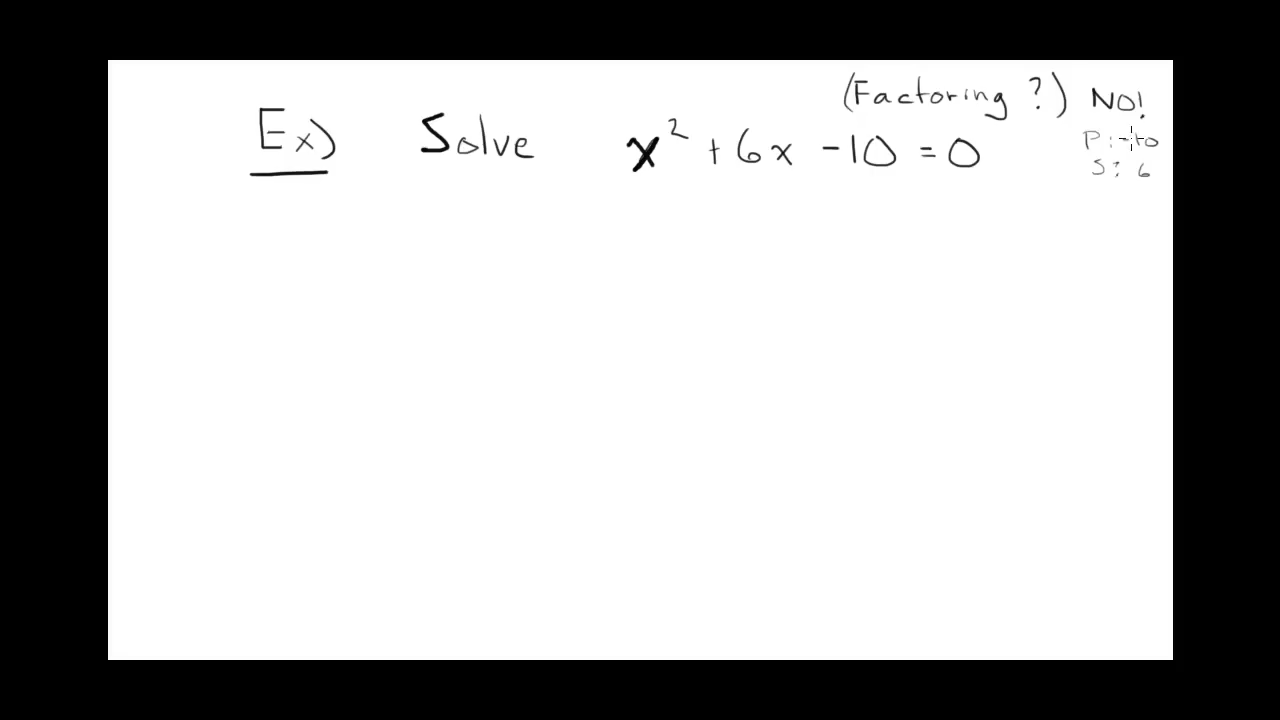 (Factoring ?) NO!
Ex) Solve x² + 6x - 10 = 0
P: -10
S: 6